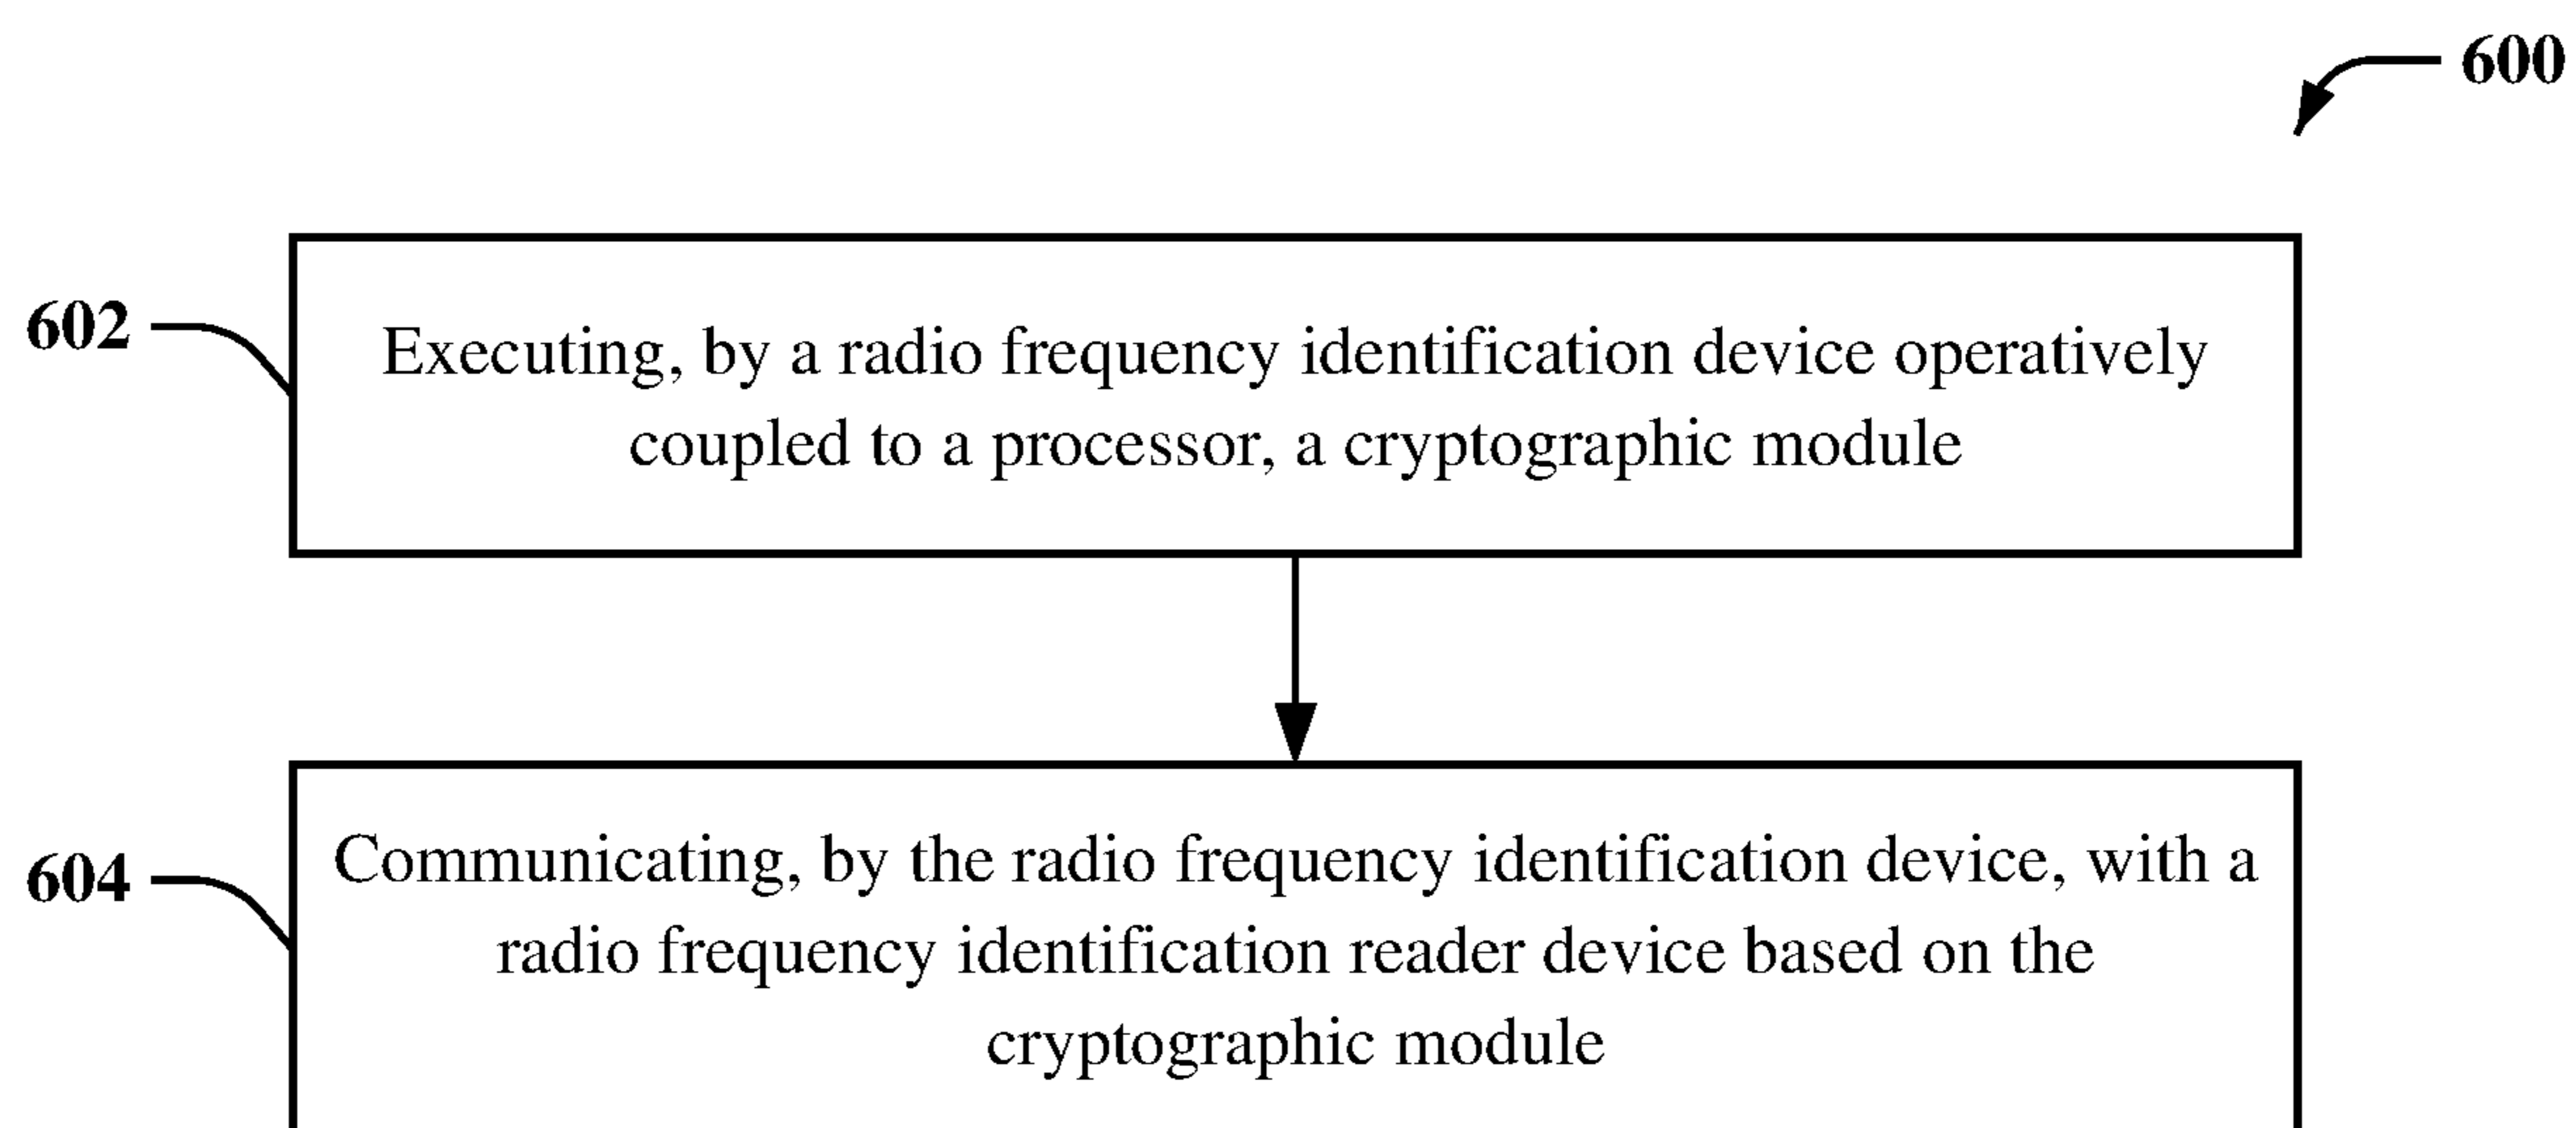 600
602
Executing, by a radio frequency identification device operatively
coupled to a processor, a cryptographic module
604
Communicating, by the radio frequency identification device, with a
radio frequency identification reader device based on the
cryptographic module